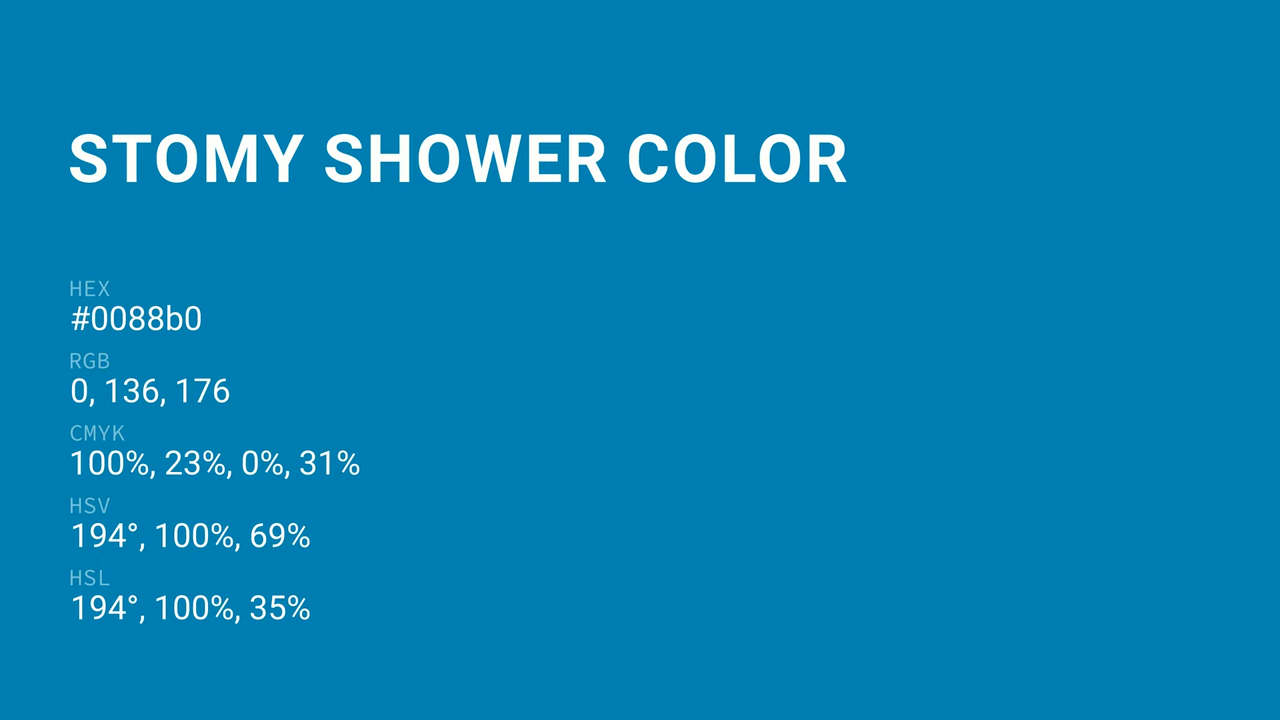 STOMY SHOWER COLOR
HEX
#0088b0
RGB
0, 136, 176
CMYK
100%, 23%, 0%, 31%
HSV
194°, 100%, 69%
HSL
194°, 100%, 35%